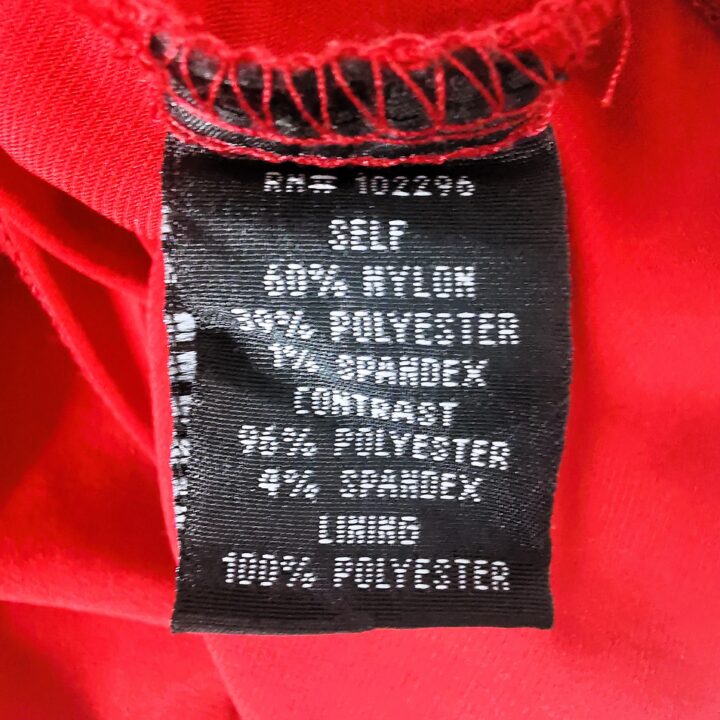 RN# 102296
SELF
60% NYLON
39% POLYESTER
1% SPANDEX
CONTRAST
96% POLYESTER
4% SPANDEX
LINING
100% POLYESTER